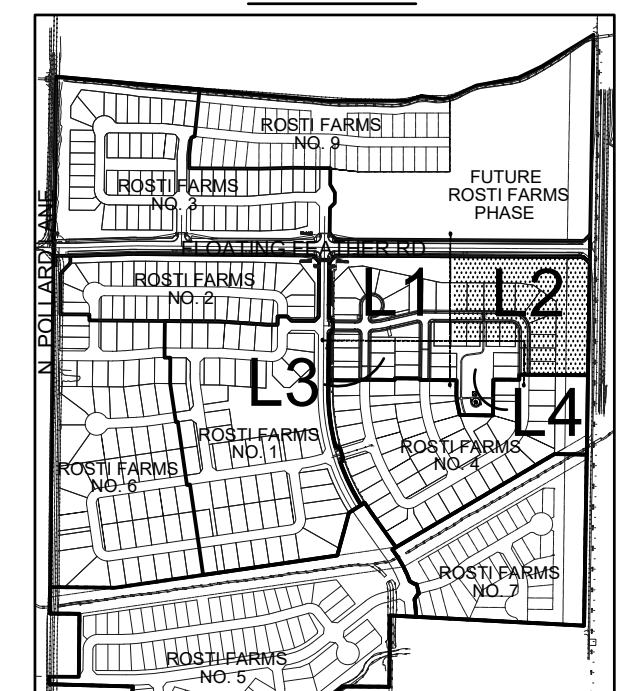 ROSTI FARMS
NO. 9
ROSTI FARMS
NO. 3
FUTURE
ROSTI FARMS
PHASE
N POLLARD LANE
FLOATING FEATHER RD
ROSTI FARMS
NO. 2
L1
L2
L3
L4
ROSTI FARMS
NO. 1
ROSTI FARMS
NO. 4
ROSTI FARMS
NO. 6
ROSTI FARMS
NO. 7
ROSTI FARMS
NO. 5